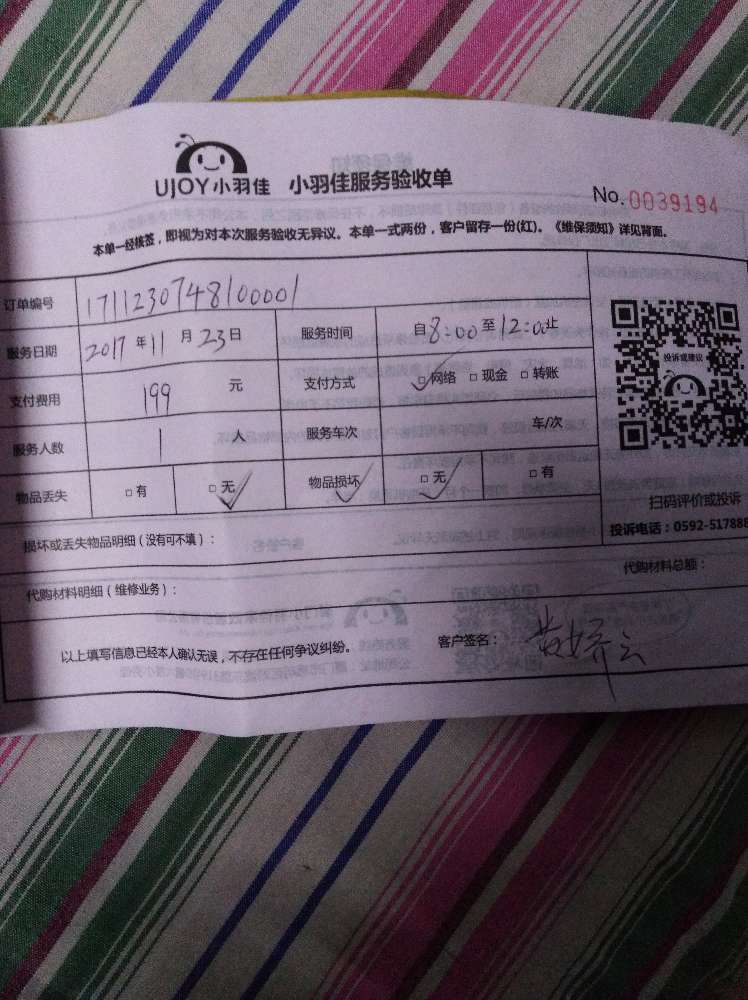 UJOY小羽佳 小羽佳服务验收单
No.0039194
本单一经核签，即视为对本次服务验收无异议。本单一式两份，客户留存一份(红)。《维保须知》详见背面。
订单编号 1711230748100001
服务日期 2017年11月23日 服务时间 自8:00至12:00止
支付费用 199 元 支付方式 ☑网络 □现金 □转账
服务人数 1 人 服务车次 车/次
物品丢失 □有 ☑无 物品损坏 ☑无 □有
投诉或建议
扫码评价或投诉
投诉电话：0592-51788
损坏或丢失物品明细（没有可不填）：
代购材料明细（维修业务）： 代购材料总额：
以上填写信息已经本人确认无误，不存在任何争议纠纷。 客户签名：